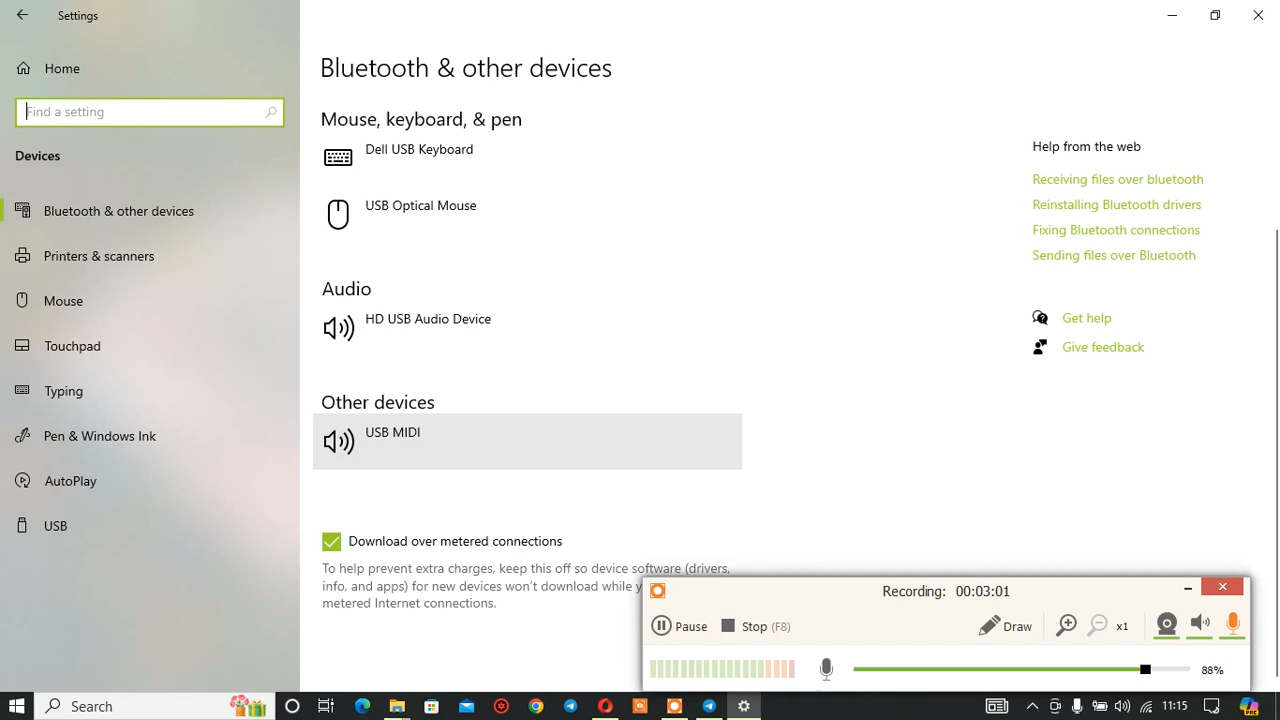 Settings
Home
Find a setting
Devices
Bluetooth & other devices
Printers & scanners
Mouse
Touchpad
Typing
Pen & Windows Ink
AutoPlay
USB
Bluetooth & other devices
Mouse, keyboard, & pen
Dell USB Keyboard
USB Optical Mouse
Audio
HD USB Audio Device
Other devices
USB MIDI
Download over metered connections
To help prevent extra charges, keep this off so device software (drivers,
info, and apps) for new devices won't download while y
metered Internet connections.
Help from the web
Receiving files over bluetooth
Reinstalling Bluetooth drivers
Fixing Bluetooth connections
Sending files over Bluetooth
Get help
Give feedback
Recording: 00:03:01
Pause
Stop (F8)
Draw
x1
88%
Search
11:15
PRE